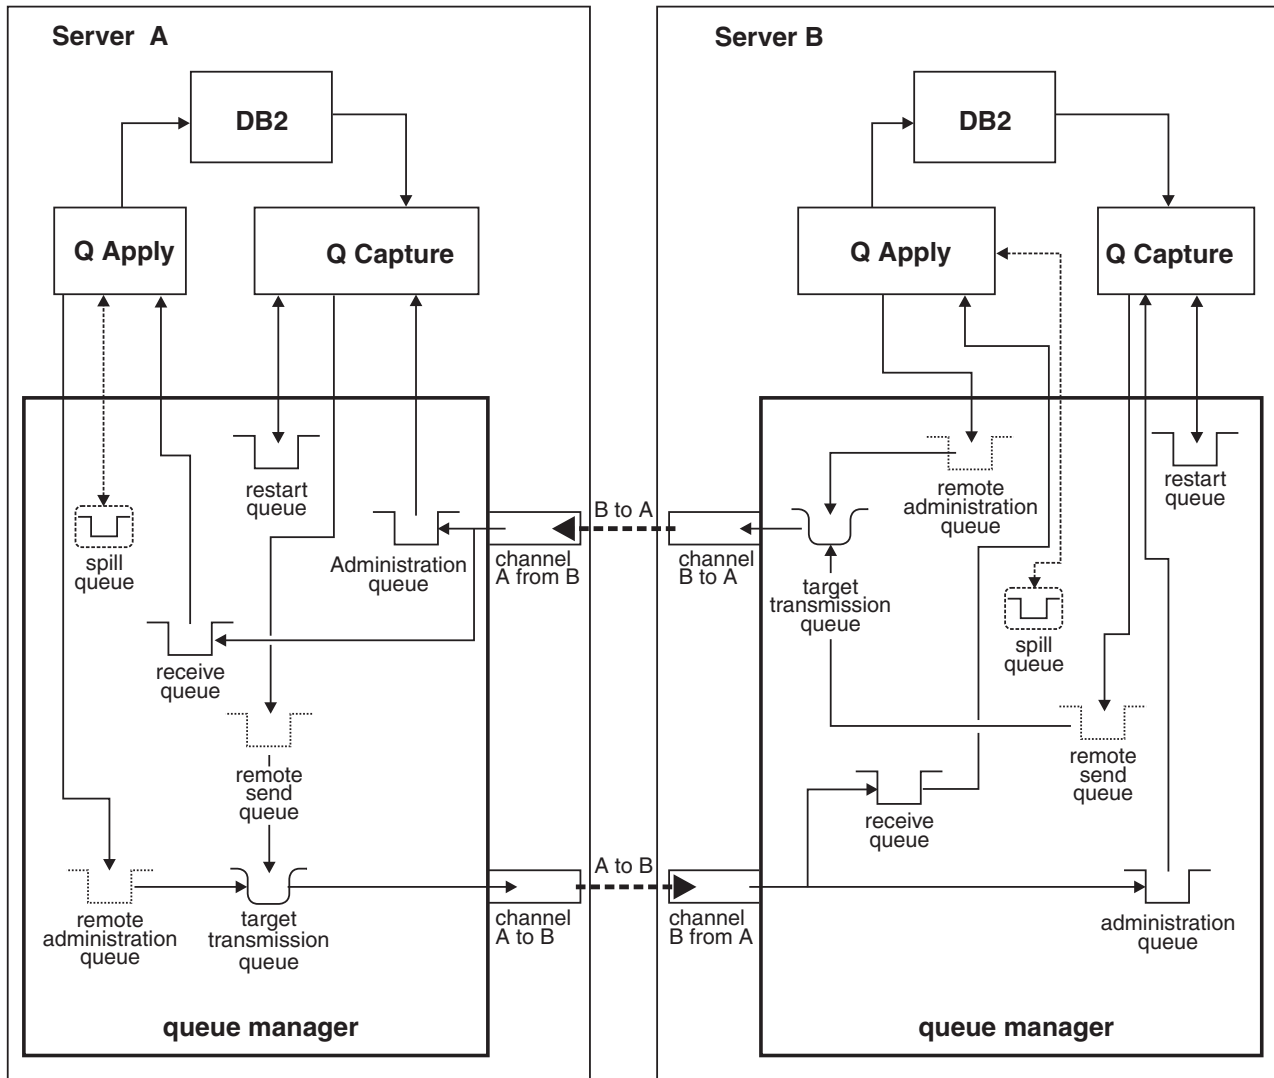 Server A
DB2
Q Apply
Q Capture
restart
queue
spill
queue
Administration
queue
receive
queue
remote
send
queue
remote
administration
queue
target
transmission
queue
channel
A from B
channel
A to B
queue manager
B to A
A to B
Server B
DB2
Q Apply
Q Capture
remote
administration
queue
restart
queue
channel
B to A
target
transmission
queue
spill
queue
remote
send
queue
receive
queue
channel
B from A
administration
queue
queue manager